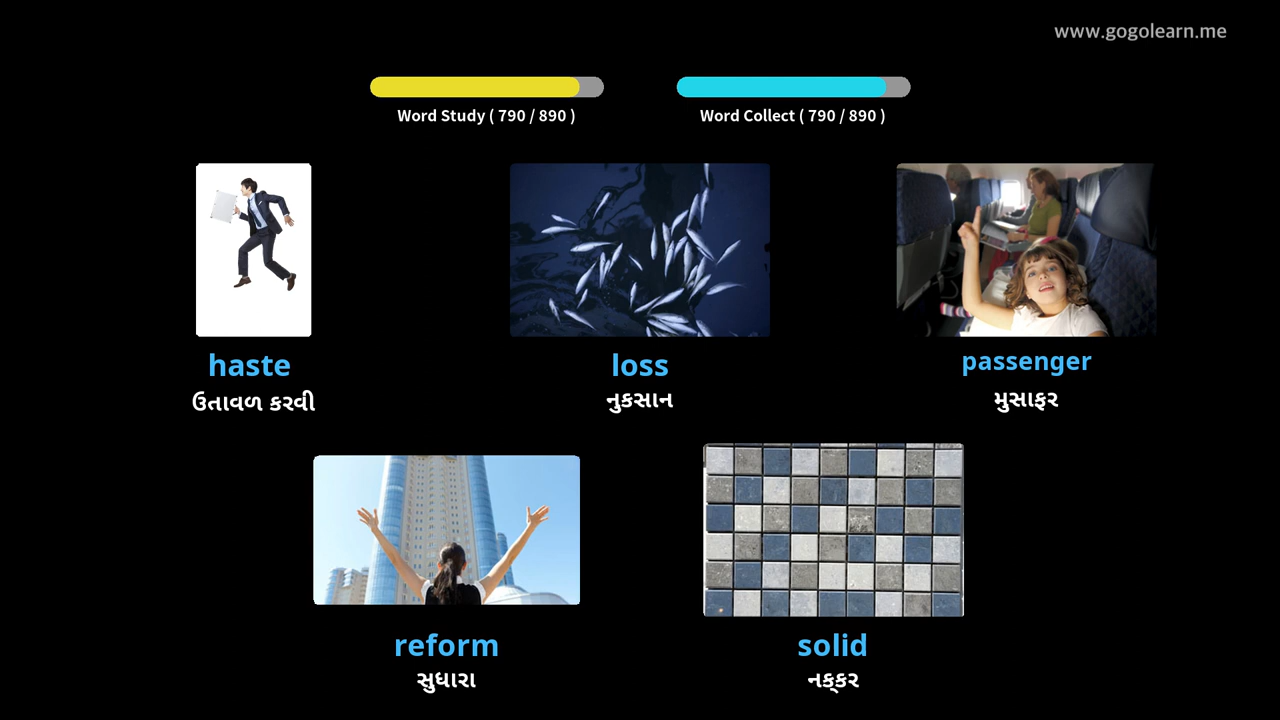 www.gogolearn.me
Word Study ( 790 / 890 )
Word Collect ( 790 / 890 )
haste
ઉતાવળ કરવી
loss
નુકસાન
passenger
મુસાફર
reform
સુધારા
solid
નક્કર